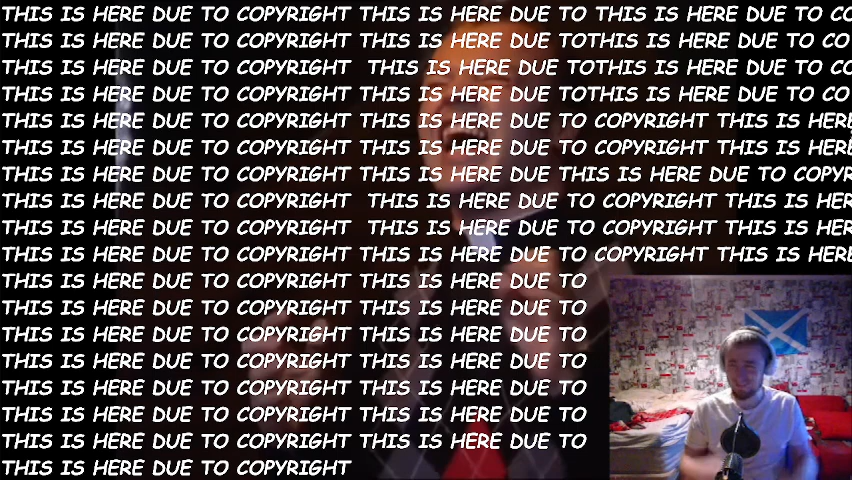 THIS IS HERE DUE TO COPYRIGHT THIS IS HERE DUE TO THIS IS HERE DUE TO CO
THIS IS HERE DUE TO COPYRIGHT THIS IS HERE DUE TOTHIS IS HERE DUE TO CO
THIS IS HERE DUE TO COPYRIGHT THIS IS HERE DUE TOTHIS IS HERE DUE TO CO
THIS IS HERE DUE TO COPYRIGHT THIS IS HERE DUE TOTHIS IS HERE DUE TO CO
THIS IS HERE DUE TO COPYRIGHT THIS IS HERE DUE TO COPYRIGHT THIS IS HERE
THIS IS HERE DUE TO COPYRIGHT THIS IS HERE DUE TO COPYRIGHT THIS IS HERE
THIS IS HERE DUE TO COPYRIGHT THIS IS HERE DUE THIS IS HERE DUE TO COPYR
THIS IS HERE DUE TO COPYRIGHT THIS IS HERE DUE TO COPYRIGHT THIS IS HER
THIS IS HERE DUE TO COPYRIGHT THIS IS HERE DUE TO COPYRIGHT THIS IS HER
THIS IS HERE DUE TO COPYRIGHT THIS IS HERE DUE TO COPYRIGHT THIS IS HERE
THIS IS HERE DUE TO COPYRIGHT THIS IS HERE DUE TO
THIS IS HERE DUE TO COPYRIGHT THIS IS HERE DUE TO
THIS IS HERE DUE TO COPYRIGHT THIS IS HERE DUE TO
THIS IS HERE DUE TO COPYRIGHT THIS IS HERE DUE TO
THIS IS HERE DUE TO COPYRIGHT THIS IS HERE DUE TO
THIS IS HERE DUE TO COPYRIGHT THIS IS HERE DUE TO
THIS IS HERE DUE TO COPYRIGHT THIS IS HERE DUE TO
THIS IS HERE DUE TO COPYRIGHT